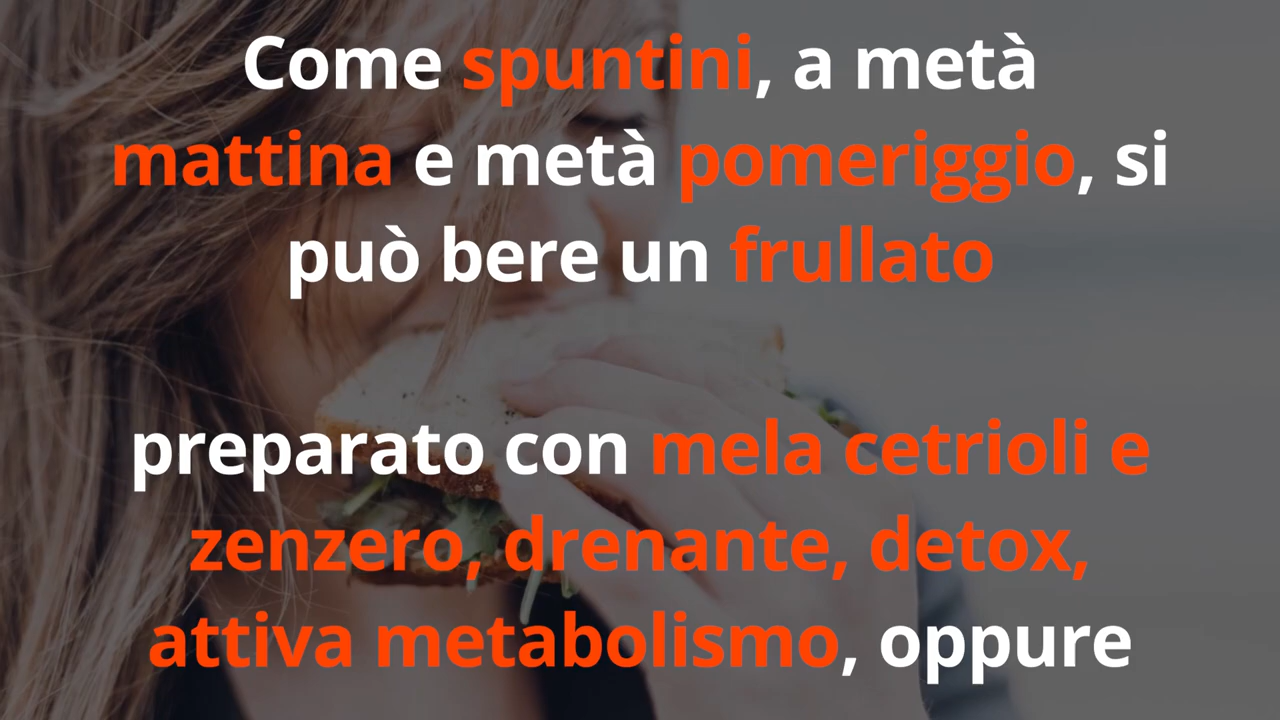 Come spuntini, a metà
mattina e metà pomeriggio, si
può bere un frullato
preparato con mela cetrioli e
zenzero, drenante, detox,
attiva metabolismo, oppure